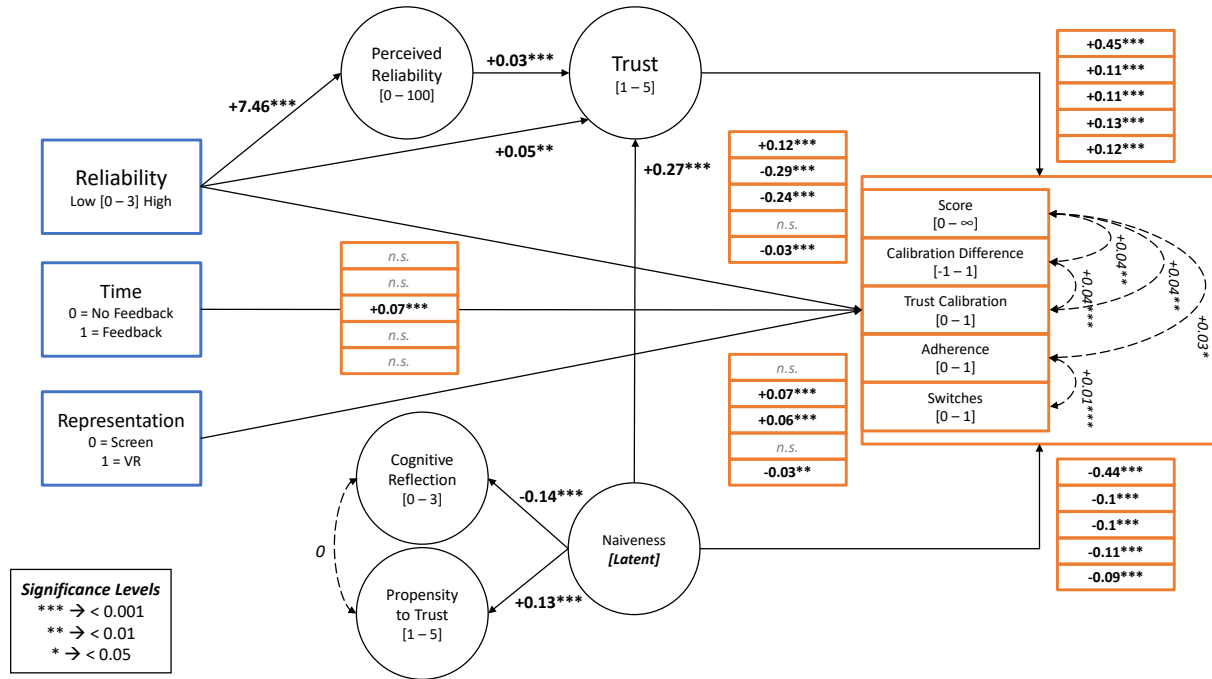 Perceived
Reliability
[0 – 100]
+0.03***
Trust
[1 – 5]
+0.45***
+0.11***
+0.11***
+0.13***
+0.12***
+7.46***
+0.05**
+0.27***
+0.12***
-0.29***
-0.24***
n.s.
-0.03***
Reliability
Low [0 – 3] High
Time
0 = No Feedback
1 = Feedback
n.s.
n.s.
+0.07***
n.s.
n.s.
Score
[0 – ∞]
Calibration Difference
[-1 – 1]
Trust Calibration
[0 – 1]
Adherence
[0 – 1]
Switches
[0 – 1]
+0.04**
+0.04***
+0.04**
+0.03*
+0.01***
Representation
0 = Screen
1 = VR
n.s.
+0.07***
+0.06***
n.s.
-0.03**
Cognitive
Reflection
[0 – 3]
-0.14***
0
Naiveness
[Latent]
Propensity
to Trust
[1 – 5]
+0.13***
-0.44***
-0.1***
-0.1***
-0.11***
-0.09***
Significance Levels
*** → < 0.001
** → < 0.01
* → < 0.05